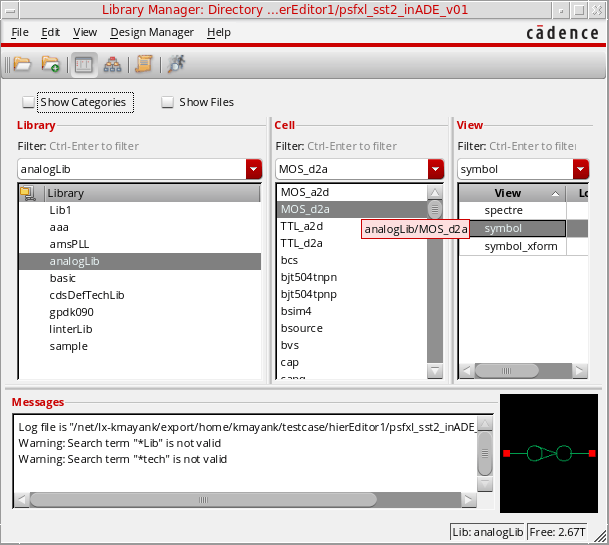 Library Manager: Directory ...erEditor1/psfxl_sst2_inADE_v01
File Edit View Design Manager Help
cādence
Show Categories Show Files
Library
Cell
View
Filter: Ctrl-Enter to filter
Filter: Ctrl-Enter to filter
Filter: Ctrl-Enter to filter
analogLib
MOS_d2a
symbol
Library
Lib1
aaa
amsPLL
analogLib
basic
cdsDefTechLib
gpdk090
linterLib
sample
MOS_a2d
MOS_d2a
TTL_a2d
TTL_d2a
bcs
bjt504tnpn
bjt504tpnp
bsim4
bsource
bvs
cap
analogLib/MOS_d2a
View Lo
spectre
symbol
symbol_xform
Messages
Log file is "/net/lx-kmayank/export/home/kmayank/testcase/hierEditor1/psfxl_sst2_inADE_
Warning: Search term "*Lib" is not valid
Warning: Search term "*tech" is not valid
Lib: analogLib Free: 2.67T